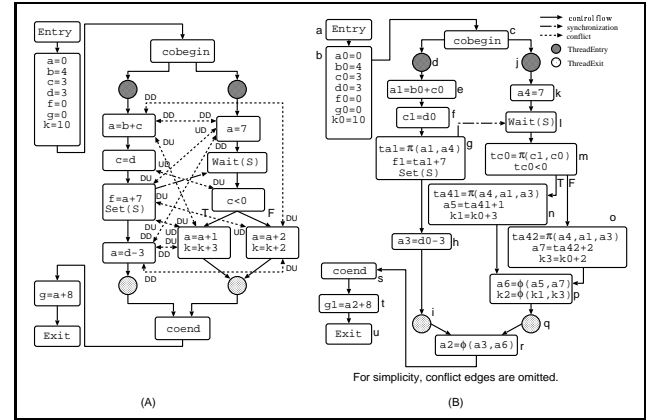 Entry
a=0
b=4
c=3
d=3
f=0
g=0
k=10
cobegin
a=b+c
c=d
f=a+7
Set(S)
a=d-3
a=7
Wait(S)
c<0
T
F
a=a+1
k=k+3
a=a+2
k=k+2
DD
DD
UD
DD
UD
DU
DU
DU
DU
DD
UD
UD
DU
UD
DU
DD
DD
DU
DU
g=a+8
Exit
coend
(A)
a
Entry
b
a0=0
b0=4
c0=3
d0=3
f0=0
g0=0
k0=10
cobegin
c
control flow
synchronization
conflict
ThreadEntry
ThreadExit
d
a1=b0+c0
e
c1=d0
f
g
ta1=π(a1,a4)
f1=ta1+7
Set(S)
j
a4=7
k
Wait(S)
l
tc0=π(c1,c0)
tc0<0
m
T
F
ta41=π(a4,a1,a3)
a5=ta41+1
k1=k0+3
n
o
ta42=π(a4,a1,a3)
a7=ta42+2
k3=k0+2
a3=d0-3
h
a6=φ(a5,a7)
k2=φ(k1,k3)
p
coend
s
g1=a2+8
t
Exit
u
i
q
a2=φ(a3,a6)
r
For simplicity, conflict edges are omitted.
(B)